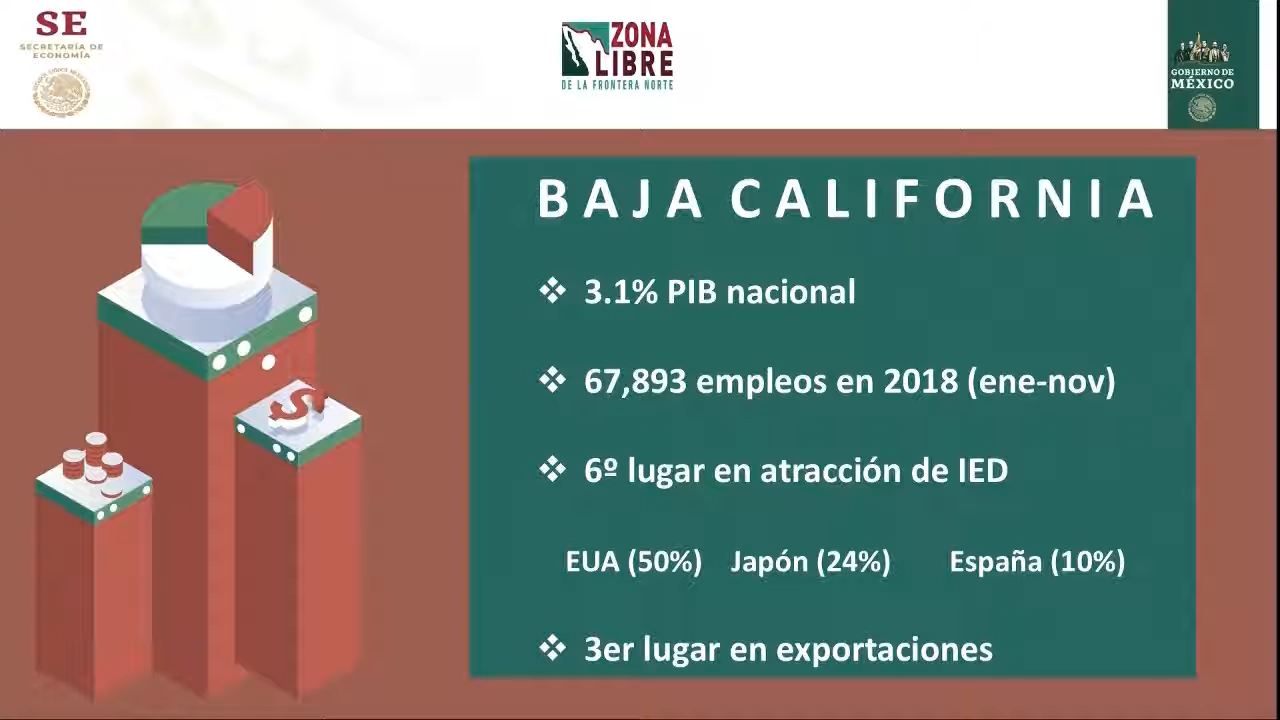 SE
SECRETARÍA DE
ECONOMÍA
ZONA
LIBRE
DE LA FRONTERA NORTE
GOBIERNO DE
MÉXICO
BAJA CALIFORNIA
3.1% PIB nacional
67,893 empleos en 2018 (ene-nov)
6º lugar en atracción de IED
EUA (50%) Japón (24%) España (10%)
3er lugar en exportaciones